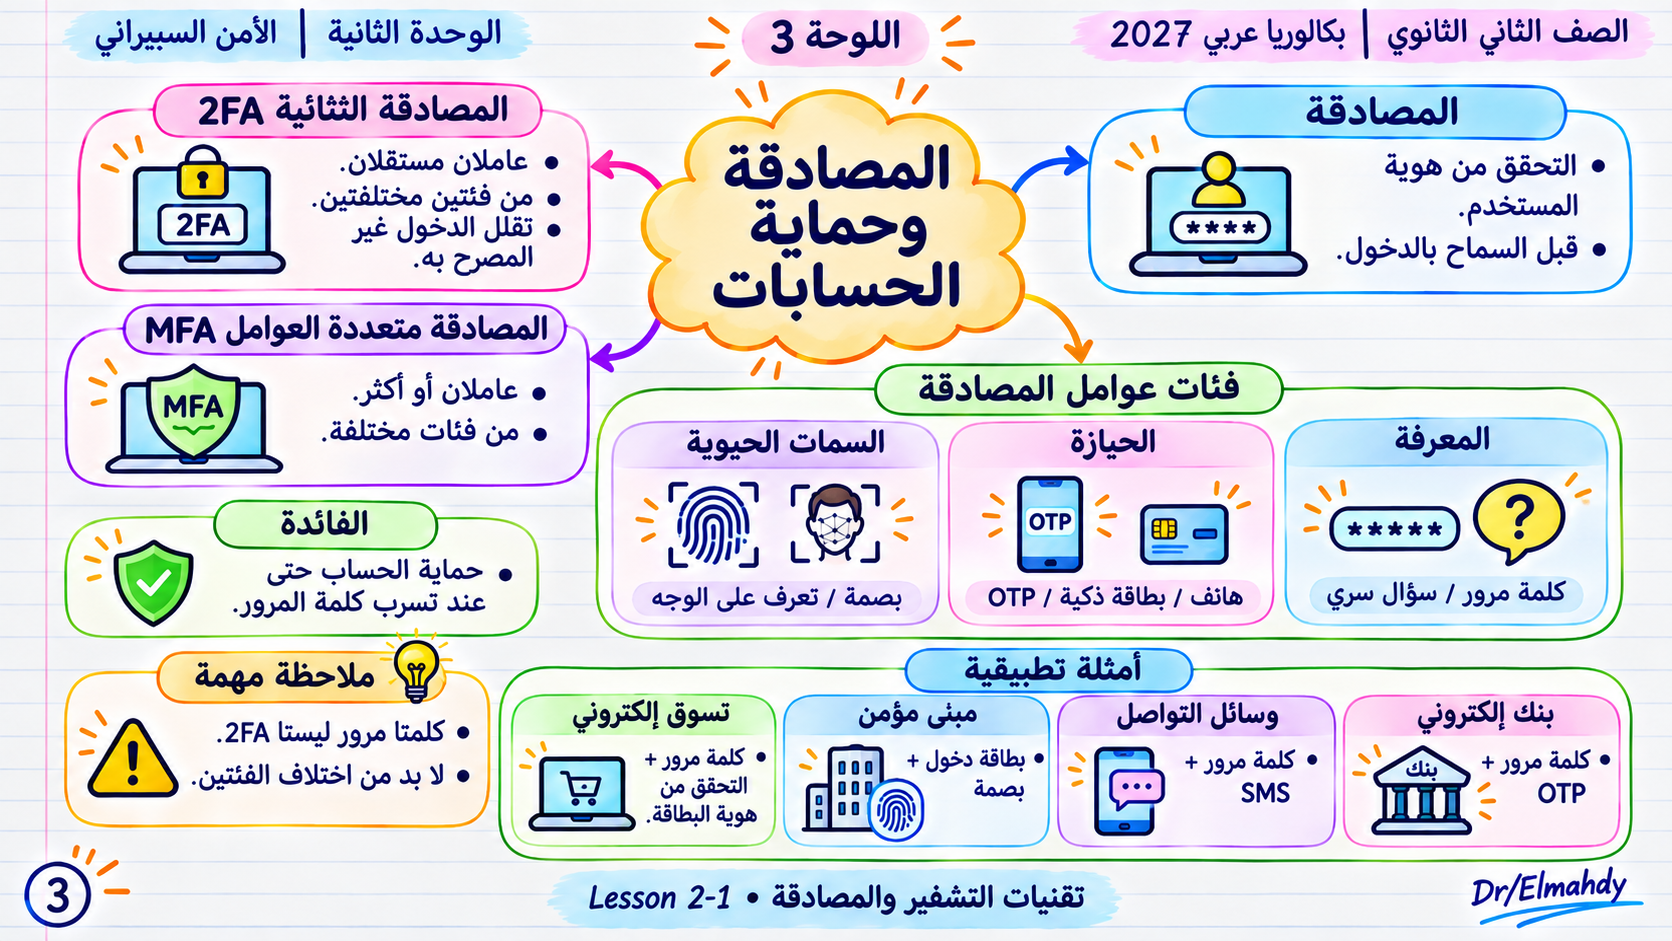 الصف الثاني الثانوي | بكالوريا عربي 2027
اللوحة 3
الوحدة الثانية | الأمن السيبراني
المصادقة
وحماية
الحسابات
المصادقة
• التحقق من هوية
المستخدم.
• قبل السماح بالدخول.
****
المصادقة الثنائية 2FA
• عاملان مستقلان.
• من فئتين مختلفتين.
• تقلل الدخول غير
المصرح به.
2FA
المصادقة متعددة العوامل MFA
• عاملان أو أكثر.
• من فئات مختلفة.
MFA
فئات عوامل المصادقة
المعرفة
*****
?
كلمة مرور / سؤال سري
الحيازة
OTP
هاتف / بطاقة ذكية / OTP
السمات الحيوية
بصمة / تعرف على الوجه
الفائدة
• حماية الحساب حتى
عند تسرب كلمة المرور.
ملاحظة مهمة
• كلمتا مرور ليستا 2FA.
• لا بد من اختلاف الفئتين.
!
أمثلة تطبيقية
بنك إلكتروني
• كلمة مرور +
OTP
بنك
وسائل التواصل
• كلمة مرور +
SMS
مبنى مؤمن
• بطاقة دخول +
بصمة
تسوق إلكتروني
• كلمة مرور +
التحقق من
هوية البطاقة.
3
تقنيات التشفير والمصادقة • Lesson 2-1
Dr/Elmahdy